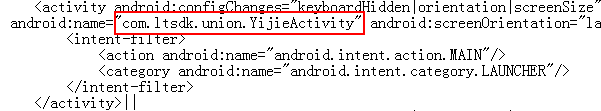 <activity android:configChanges="keyboardHidden|orientation|screenSize"
android:name="com.ltsdk.union.YijieActivity" android:screenOrientation="la
<intent-filter>
<action android:name="android.intent.action.MAIN"/>
<category android:name="android.intent.category.LAUNCHER"/>
</intent-filter>
</activity>||